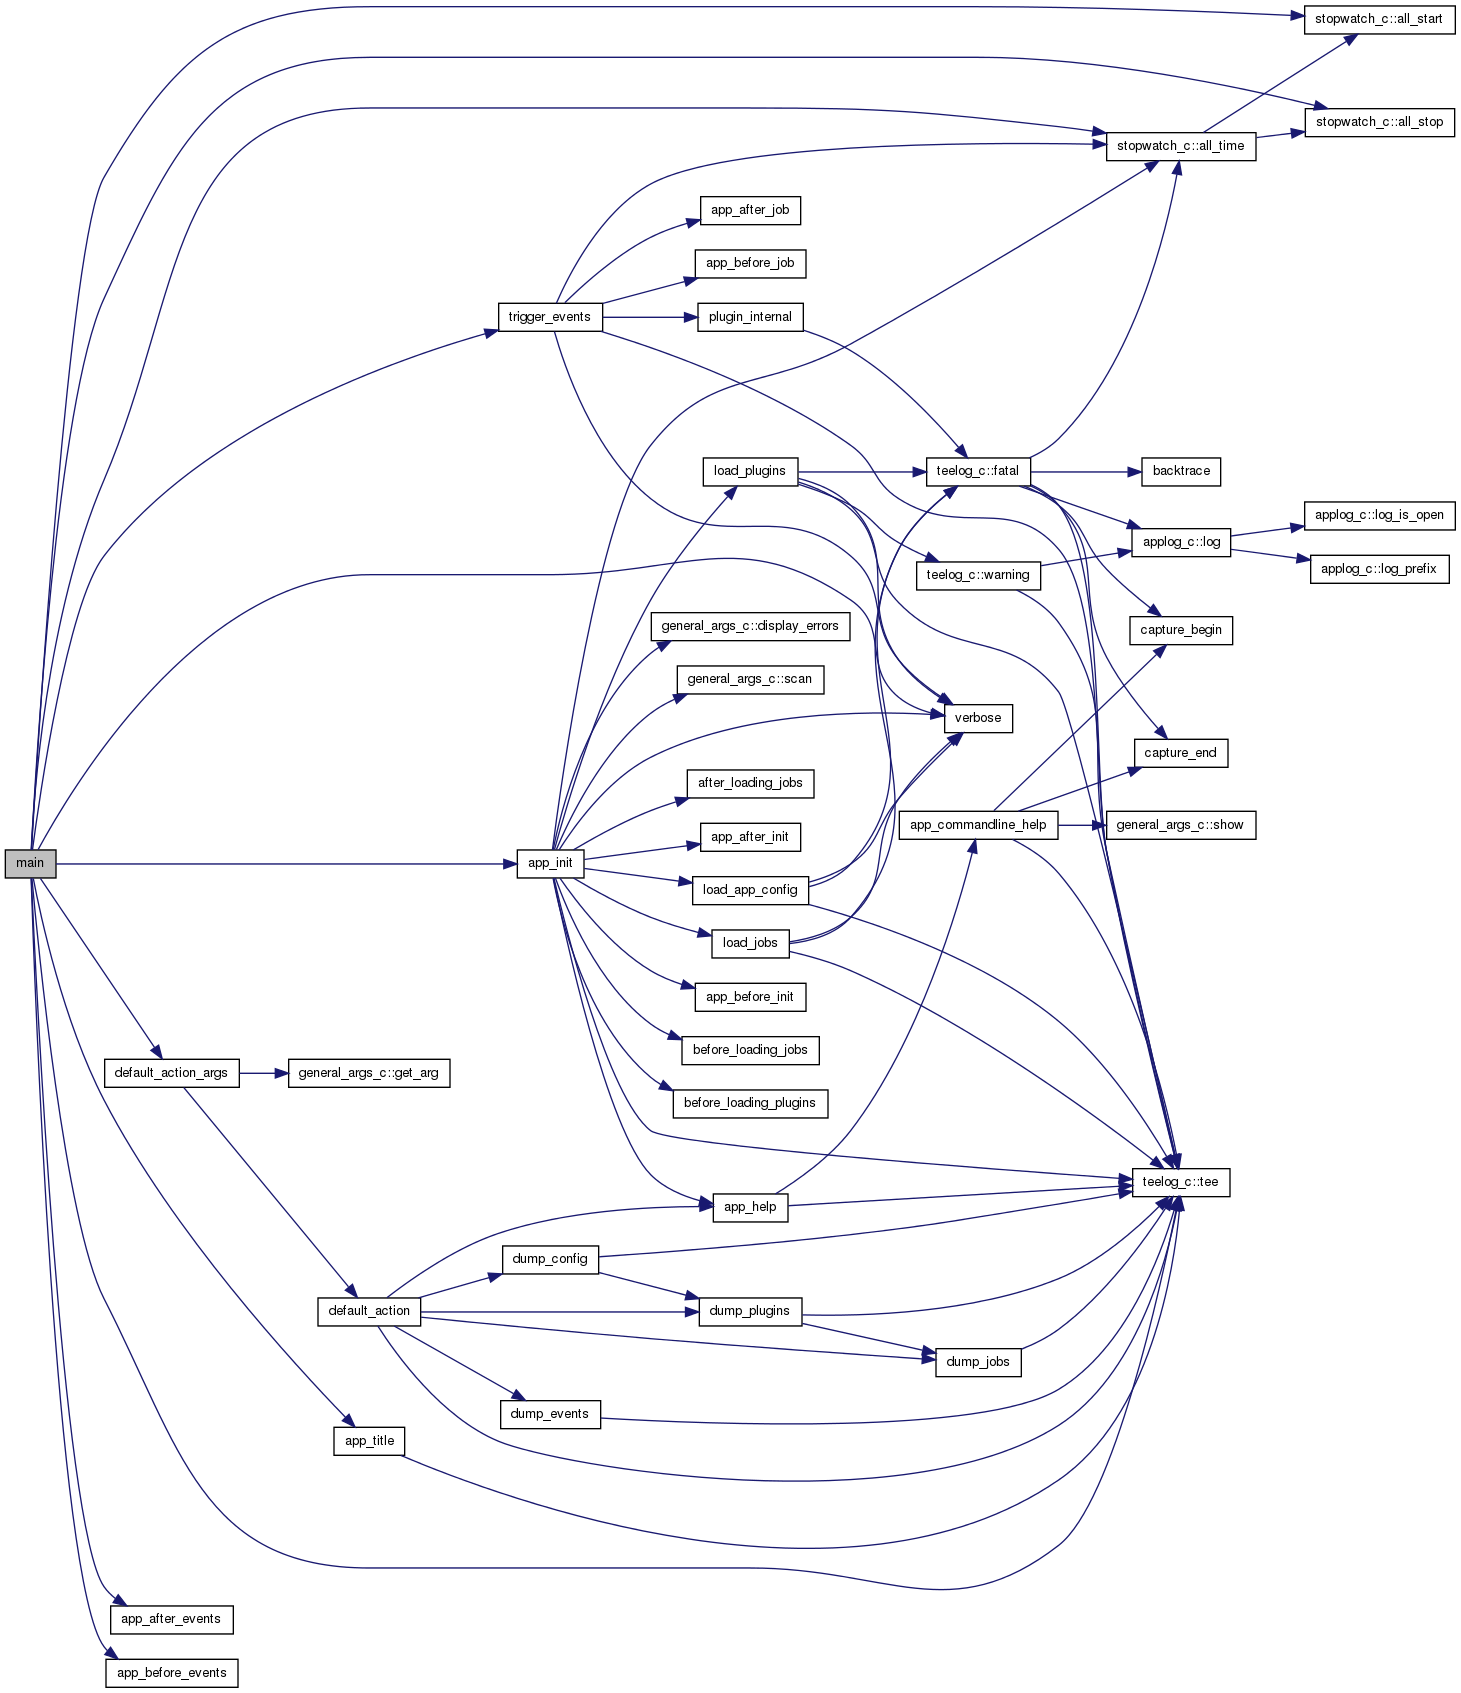 stopwatch_c::all_start
stopwatch_c::all_stop
stopwatch_c::all_time
app_after_job
app_before_job
trigger_events
plugin_internal
load_plugins
teelog_c::fatal
backtrace
applog_c::log_is_open
applog_c::log
applog_c::log_prefix
teelog_c::warning
general_args_c::display_errors
capture_begin
general_args_c::scan
verbose
capture_end
after_loading_jobs
app_commandline_help
general_args_c::show
app_after_init
main
app_init
load_app_config
load_jobs
app_before_init
before_loading_jobs
default_action_args
general_args_c::get_arg
before_loading_plugins
teelog_c::tee
app_help
dump_config
default_action
dump_plugins
dump_jobs
dump_events
app_title
app_after_events
app_before_events